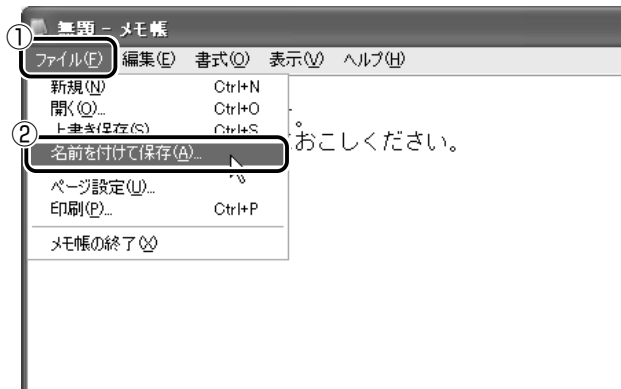 無題 - メモ帳
①
ファイル(F) 編集(E) 書式(O) 表示(V) ヘルプ(H)
新規(N) Ctrl+N
開く(O)... Ctrl+O
。
上書き保存(S) Ctrl+S
②
おこしください。
名前を付けて保存(A)...
ページ設定(U)...
印刷(P)... Ctrl+P
メモ帳の終了(X)